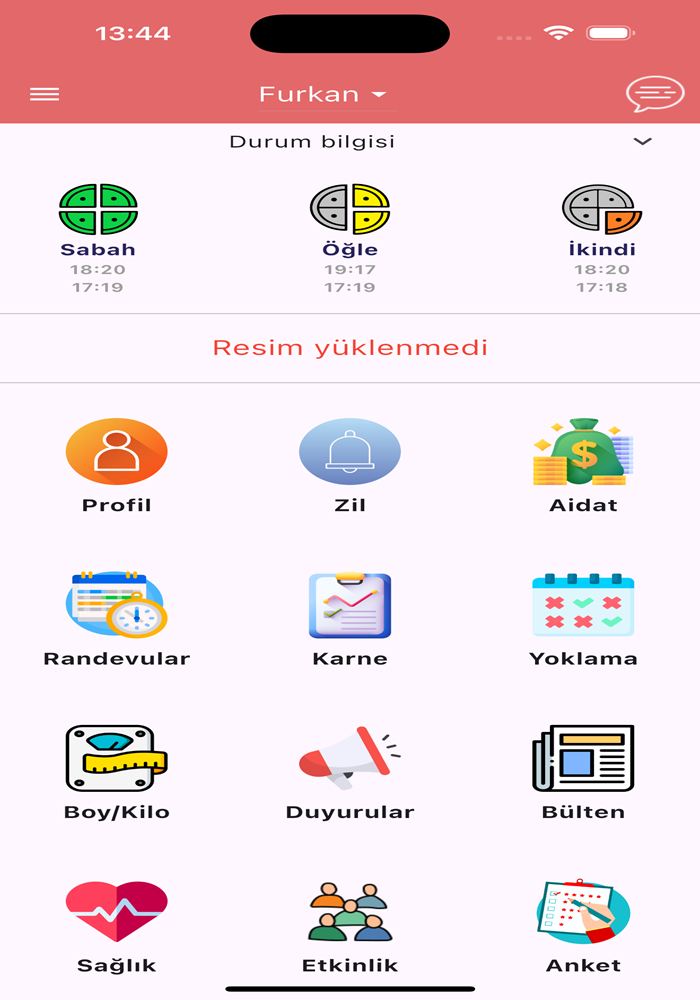 13:44
Furkan
Durum bilgisi
Sabah Öğle İkindi
18:20 19:17 18:20
17:19 17:19 17:18
Resim yüklenmedi
Profil Zil Aidat
Randevular Karne Yoklama
Boy/Kilo Duyurular Bülten
Sağlık Etkinlik Anket